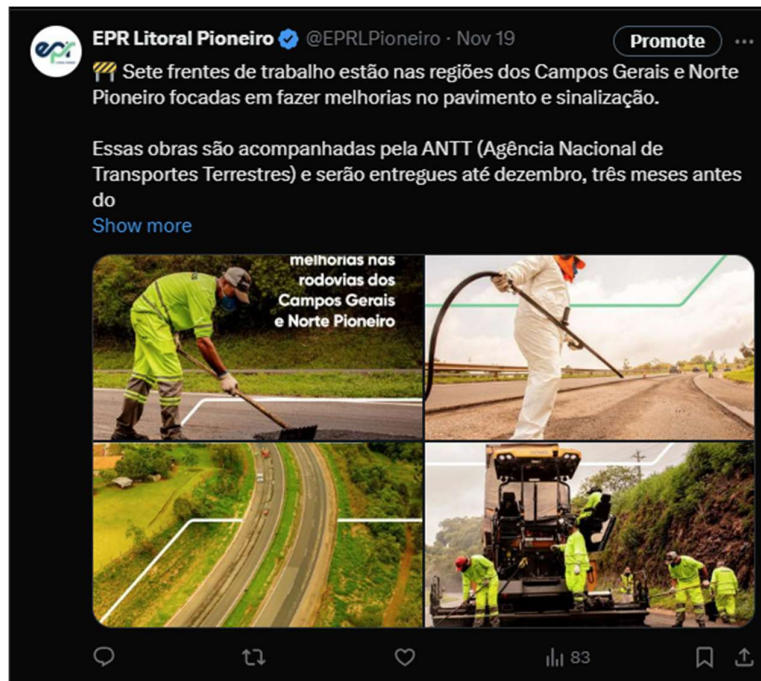 EPR Litoral Pioneiro @EPRLPioneiro · Nov 19
Promote
🚧 Sete frentes de trabalho estão nas regiões dos Campos Gerais e Norte
Pioneiro focadas em fazer melhorias no pavimento e sinalização.
Essas obras são acompanhadas pela ANTT (Agência Nacional de
Transportes Terrestres) e serão entregues até dezembro, três meses antes
do
Show more
epr
melhorias nas
rodovias dos
Campos Gerais
e Norte Pioneiro
83